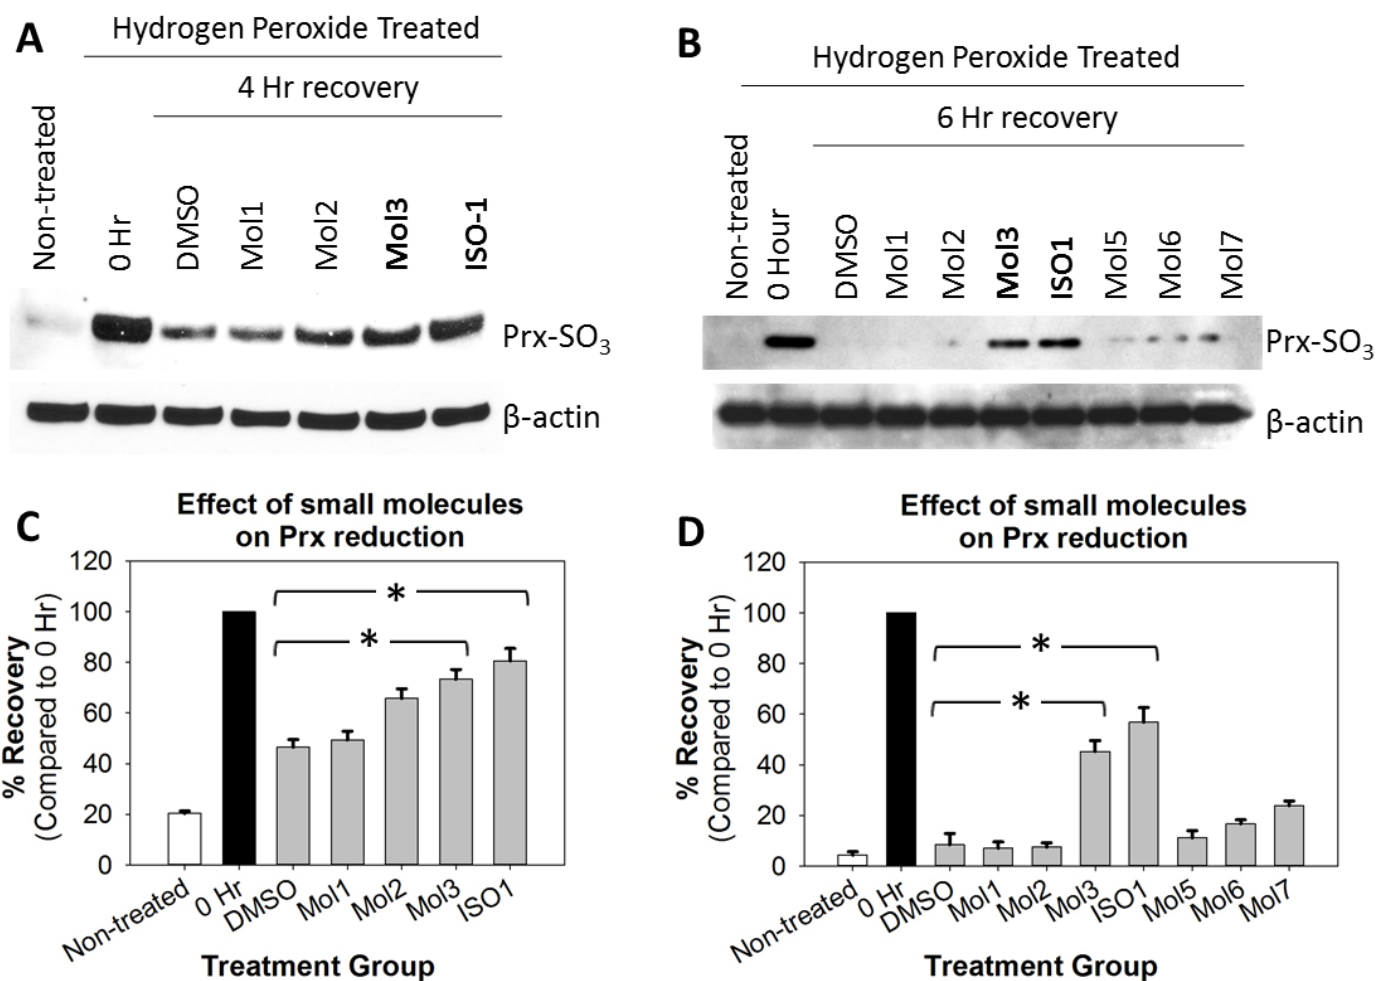 A
Hydrogen Peroxide Treated
4 Hr recovery
Non-treated
0 Hr
DMSO
Mol1
Mol2
Mol3
ISO-1
Prx-SO₃
β-actin
B
Hydrogen Peroxide Treated
6 Hr recovery
Non-treated
0 Hour
DMSO
Mol1
Mol2
Mol3
ISO1
Mol5
Mol6
Mol7
Prx-SO₃
β-actin
C
Effect of small molecules
on Prx reduction
% Recovery
(Compared to 0 Hr)
120
100
80
60
40
20
0
*
*
Non-treated
0 Hr
DMSO
Mol1
Mol2
Mol3
ISO1
Treatment Group
D
Effect of small molecules
on Prx reduction
% Recovery
(Compared to 0 Hr)
120
100
80
60
40
20
0
*
*
Non-treated
0 Hr
DMSO
Mol1
Mol2
Mol3
ISO1
Mol5
Mol6
Mol7
Treatment Group